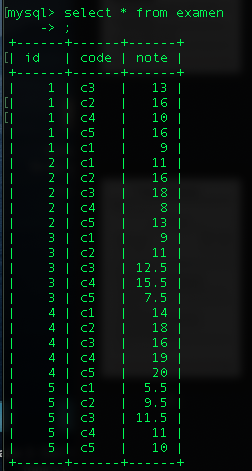 [mysql> select * from examen
    -> ;
+------+------+------+
| id   | code | note |
+------+------+------+
|    1 | c3   |   13 |
|    1 | c2   |   16 |
|    1 | c4   |   10 |
|    1 | c5   |   16 |
|    1 | c1   |    9 |
|    2 | c1   |   11 |
|    2 | c2   |   16 |
|    2 | c3   |   18 |
|    2 | c4   |    8 |
|    2 | c5   |   13 |
|    3 | c1   |    9 |
|    3 | c2   |   11 |
|    3 | c3   | 12.5 |
|    3 | c4   | 15.5 |
|    3 | c5   |  7.5 |
|    4 | c1   |   14 |
|    4 | c2   |   18 |
|    4 | c3   |   16 |
|    4 | c4   |   19 |
|    4 | c5   |   20 |
|    5 | c1   |  5.5 |
|    5 | c2   |  9.5 |
|    5 | c3   | 11.5 |
|    5 | c4   |   11 |
|    5 | c5   |   10 |
+------+------+------+